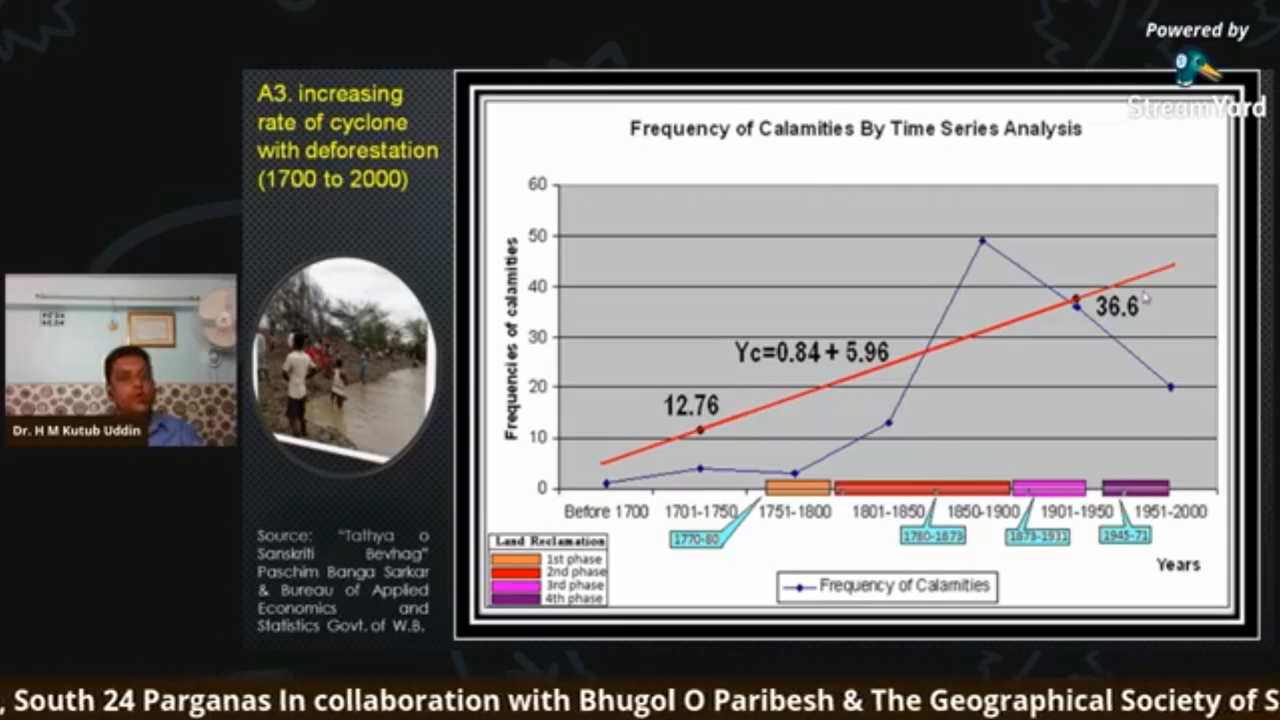 Powered by
StreamYard
A3. increasing
rate of cyclone
with deforestation
(1700 to 2000)
Frequency of Calamities By Time Series Analysis
60
50
40
30
20
10
0
Frequencies of calamities
Yc=0.84 + 5.96
12.76
36.6
Before 1700 1701-1750 1751-1800 1801-1850 1850-1900 1901-1950 1951-2000
1770-80
1780-1873
1873-1931
1945-71
Years
Land Reclamation
1st phase
2nd phase
3rd phase
4th phase
Frequency of Calamities
Dr. H M Kutub Uddin
Source: "Tathya o
Sanskriti Bevhag"
Paschim Banga Sarkar
& Bureau of Applied
Economics and
Statistics Govt. of W.B.
, South 24 Parganas In collaboration with Bhugol O Paribesh & The Geographical Society of S